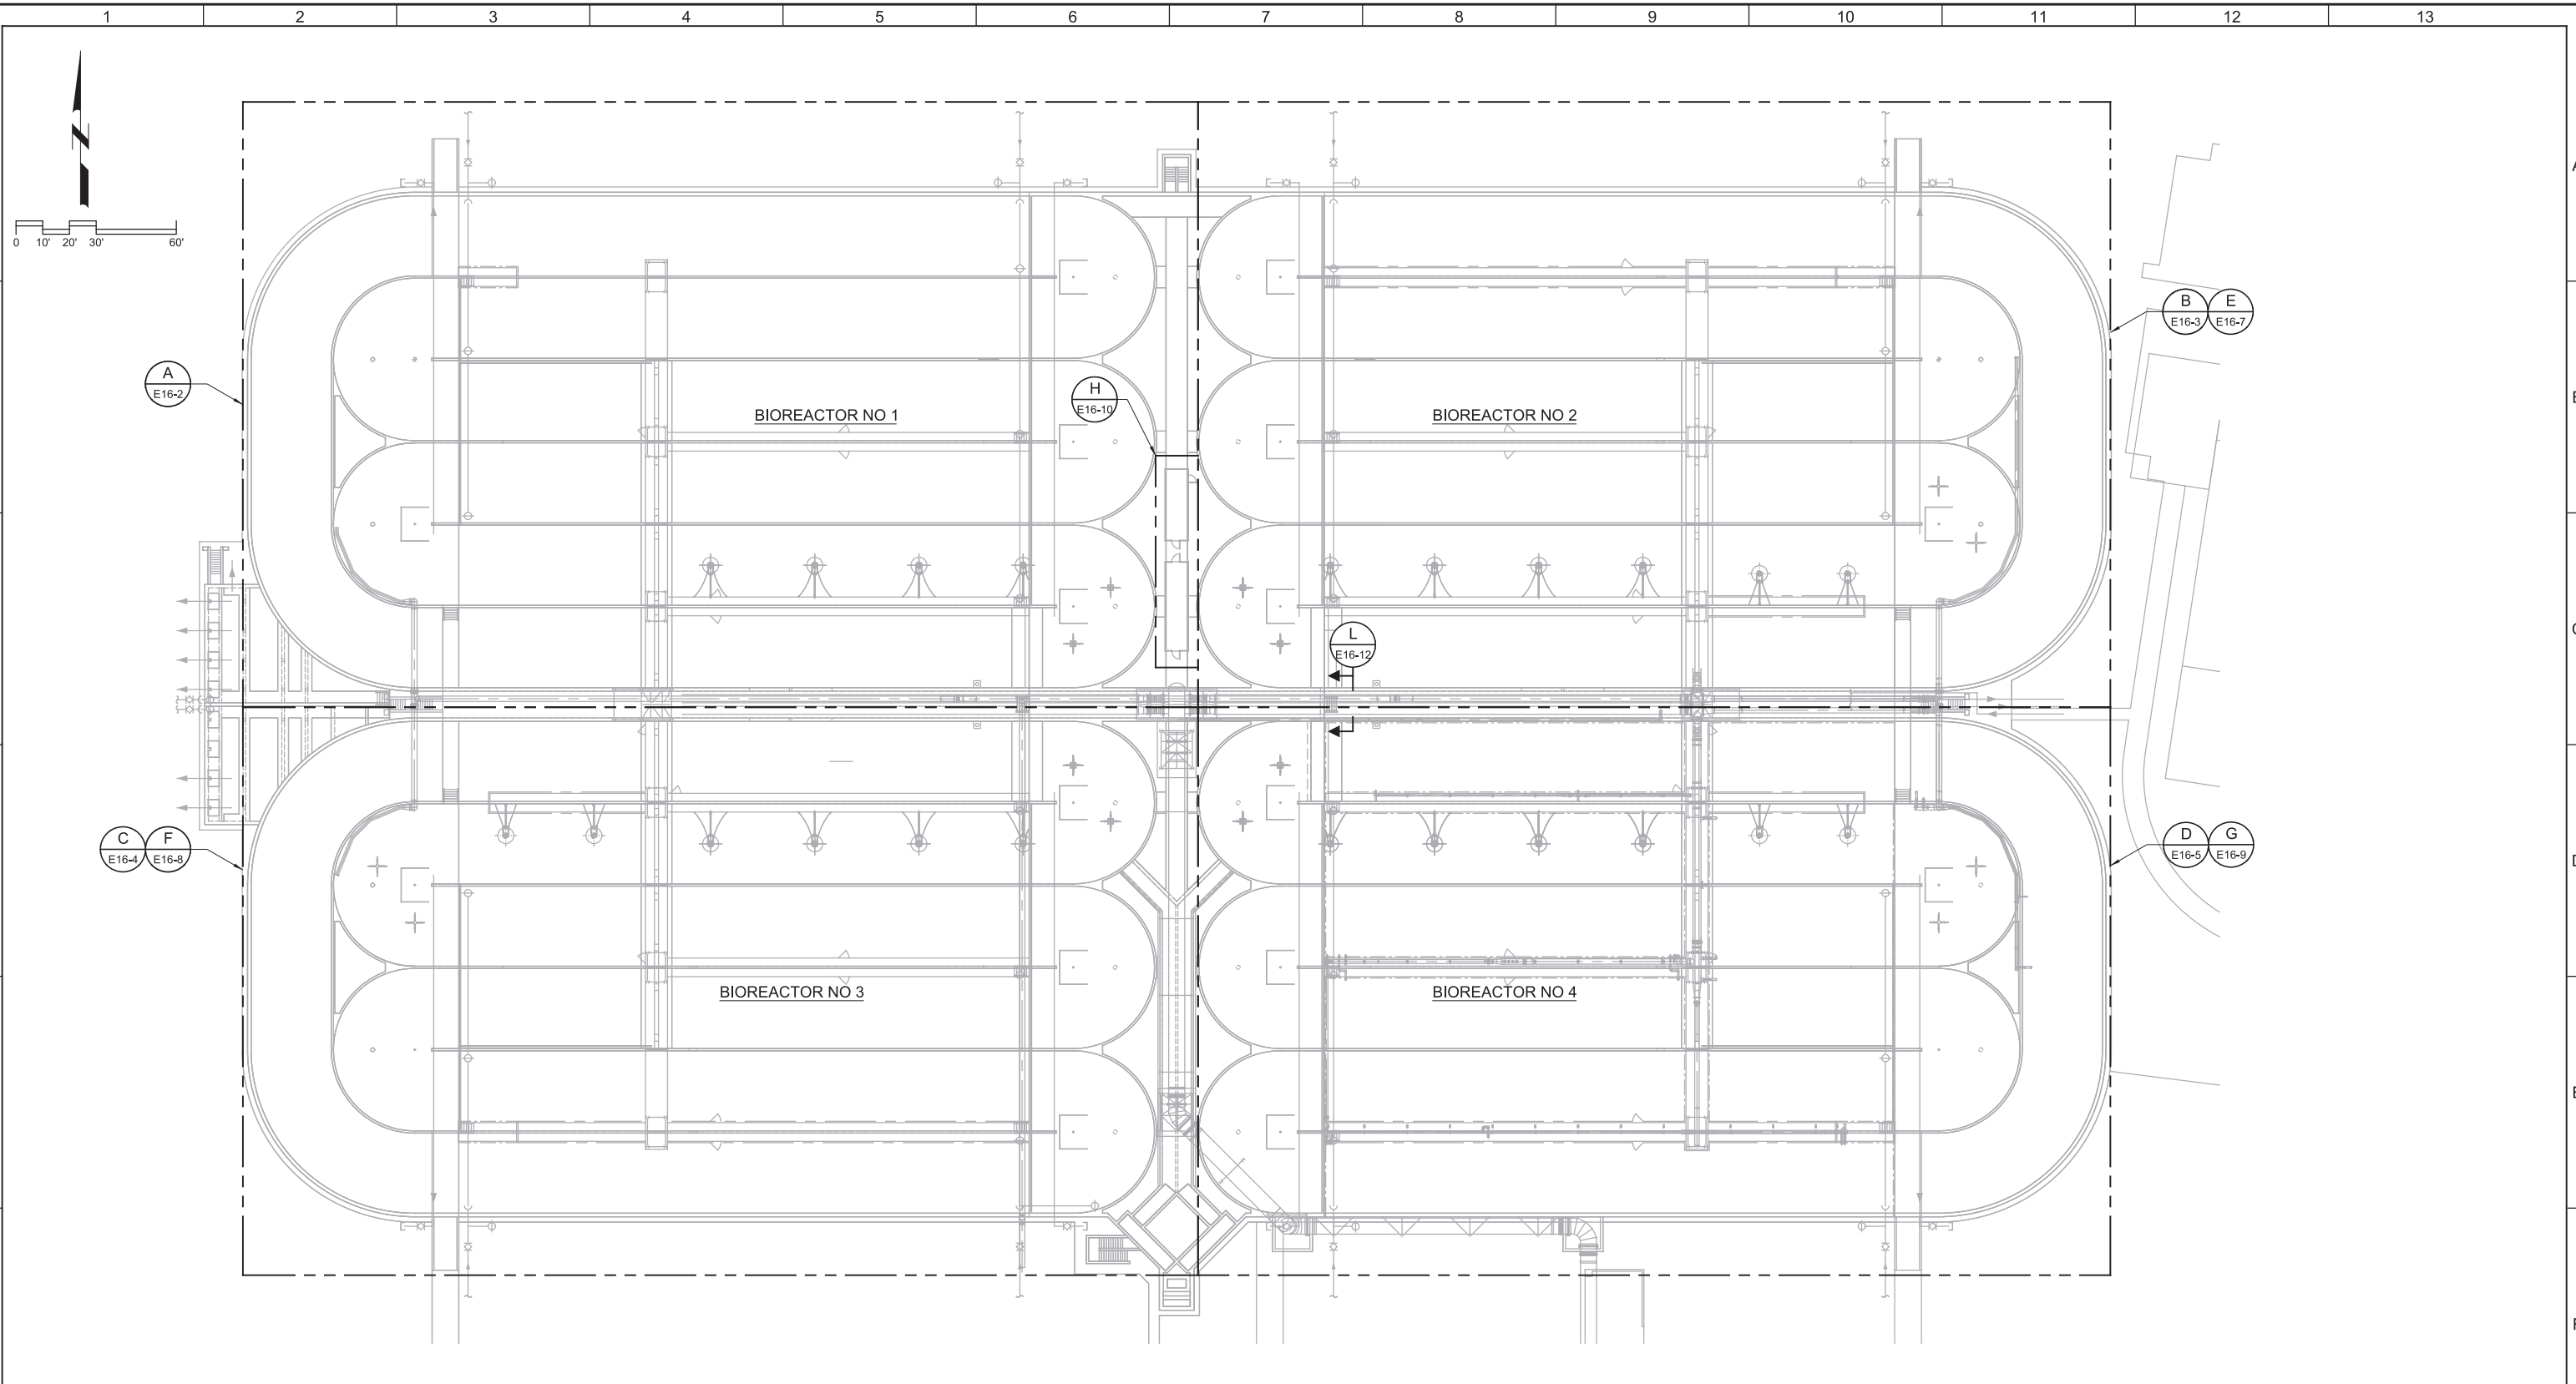 1 2 3 4 5 6 7 8 9 10 11 12 13
A
N
0 10' 20' 30' 60'
B E
E16-3 E16-7
A
E16-2
H
E16-10
BIOREACTOR NO 1
BIOREACTOR NO 2
L
E16-12
C F
E16-4 E16-8
D G
E16-5 E16-9
BIOREACTOR NO 3
BIOREACTOR NO 4